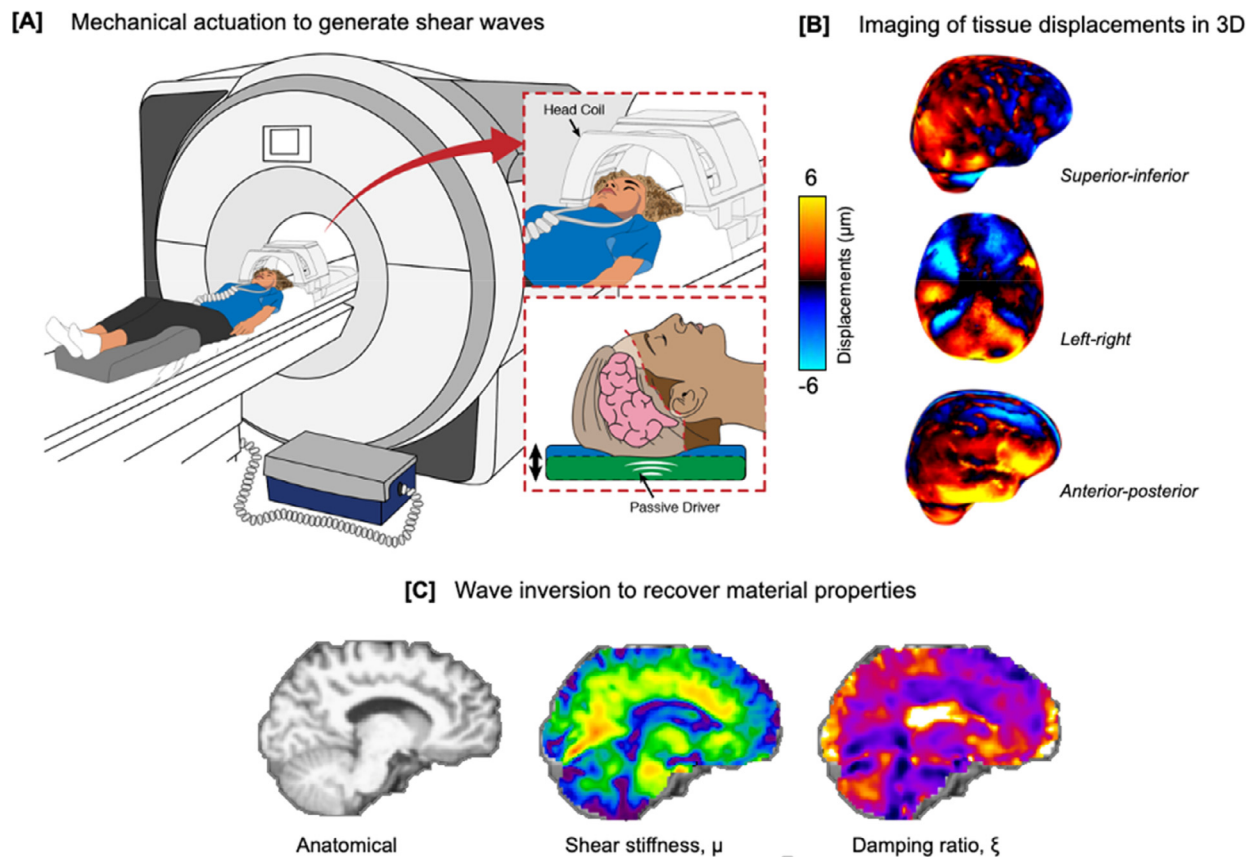 [A] Mechanical actuation to generate shear waves
Head Coil
Passive Driver
[B] Imaging of tissue displacements in 3D
6
Displacements (μm)
-6
Superior-inferior
Left-right
Anterior-posterior
[C] Wave inversion to recover material properties
Anatomical
Shear stiffness, μ
Damping ratio, ξ